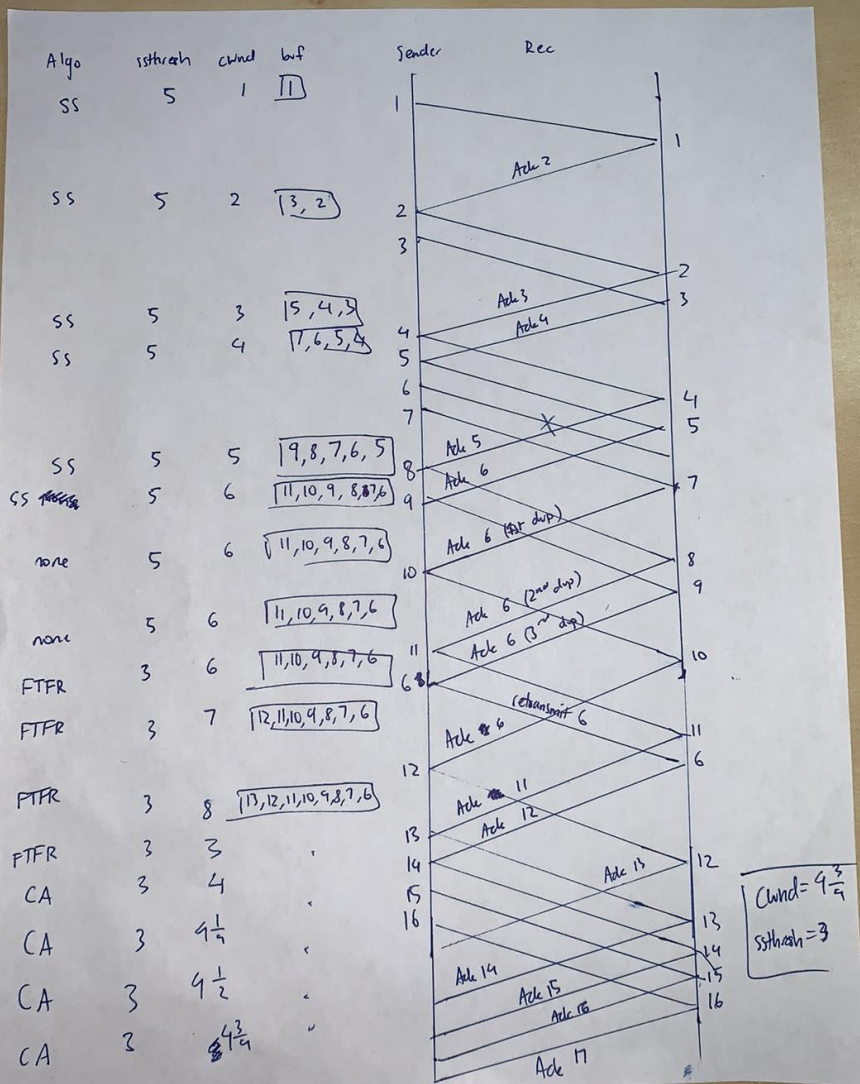 Algo ssthresh cwnd buf Sender Rec
SS 5 1 1
1
1
Ack 2
SS 5 2 3, 2
2
3
2
3
Ack 3
Ack 4
SS 5 3 5, 4, 3
SS 5 4 7, 6, 5, 4
4
5
6
7
4
5
X
Ack 5
SS 5 5 9, 8, 7, 6, 5
8
Ack 6
SS 5 6 11, 10, 9, 8, 7, 6
9
7
Ack 6 (1st dup)
none 5 6 11, 10, 9, 8, 7, 6
10
8
9
Ack 6 (2nd dup)
none 5 6 11, 10, 9, 8, 7, 6
11
Ack 6 (3rd dup)
FTFR 3 6 11, 10, 9, 8, 7, 6
6
10
retransmit 6
FTFR 3 7 12, 11, 10, 9, 8, 7, 6
Ack 6
11
6
12
FTFR 3 8 13, 12, 11, 10, 9, 8, 7, 6
Ack 11
Ack 12
13
FTFR 3 3 "
14
12
Ack 13
CA 3 4 "
15
16
CA 3 4 1/4 "
13
14
Ack 14
15
CA 3 4 1/2 "
Ack 15
Ack 16
16
CA 3 4 3/4 "
Ack 17
Cwnd = 4 3/4
ssthresh = 3